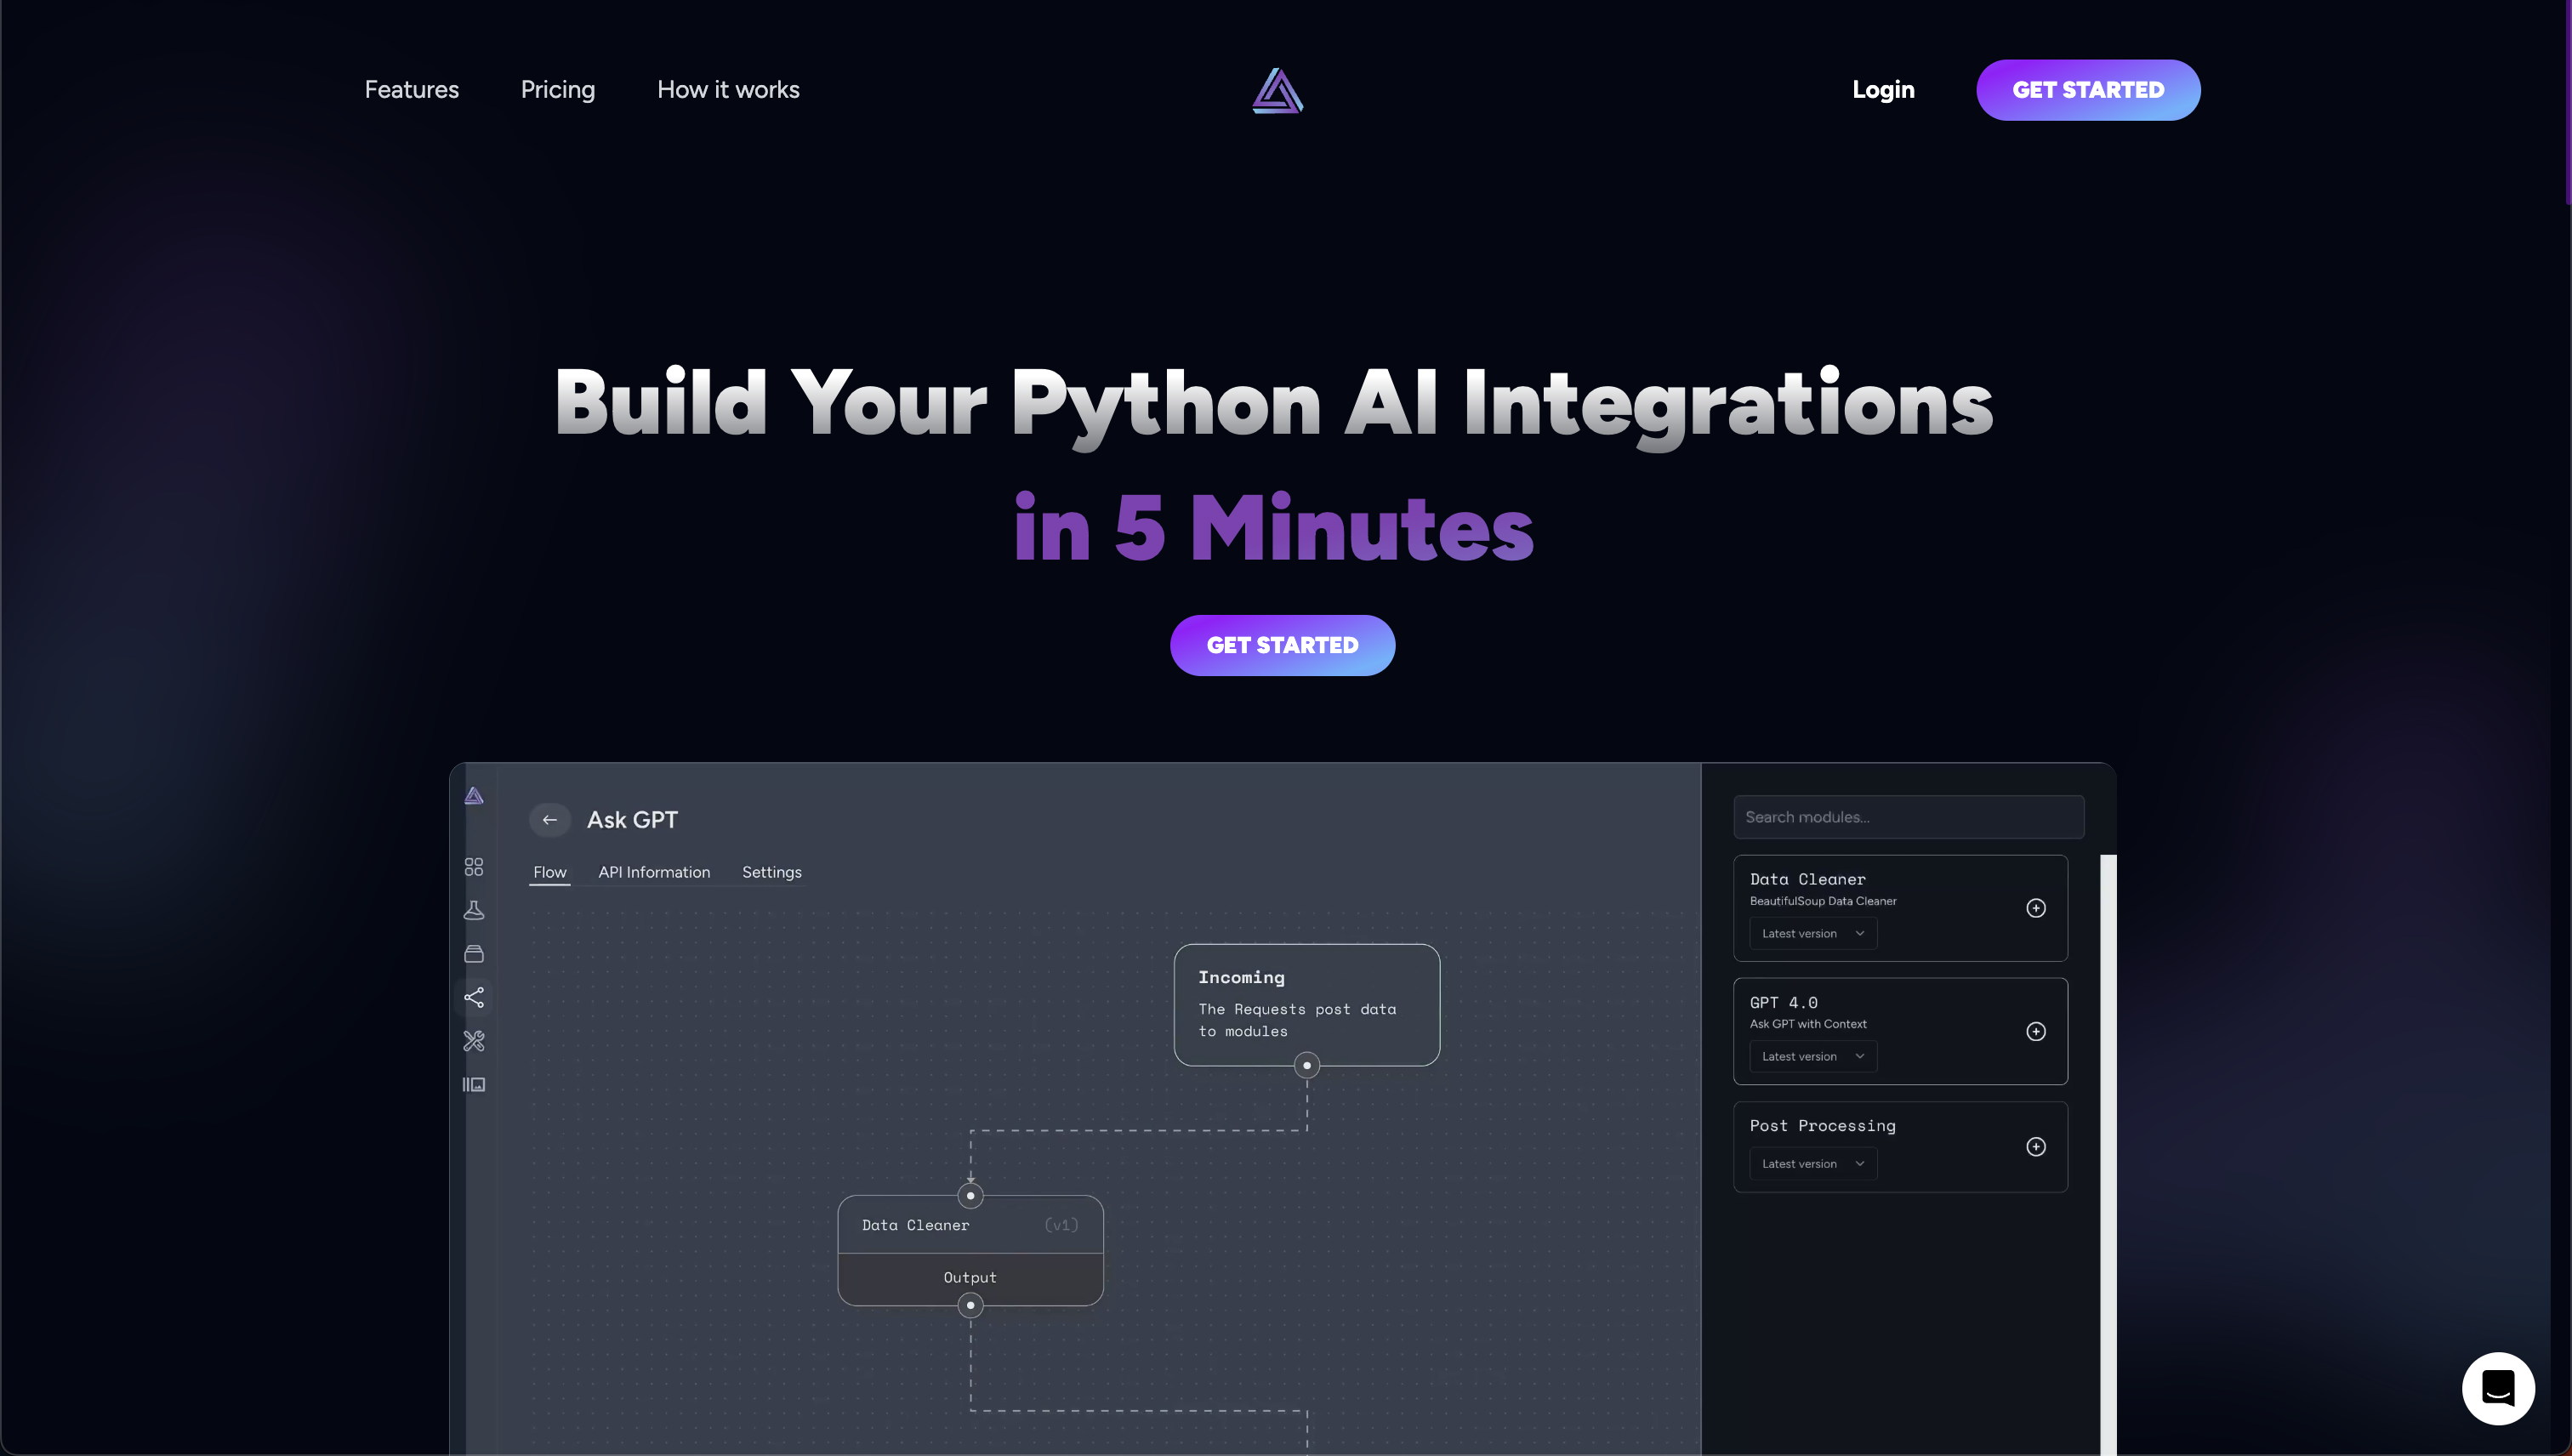 Features
Pricing
How it works
Login
GET STARTED
Build Your Python AI Integrations
in 5 Minutes
GET STARTED
Ask GPT
Flow
API Information
Settings
Incoming
The Requests post data
to modules
Data Cleaner (v1)
Output
Search modules...
Data Cleaner
BeautifulSoup Data Cleaner
Latest version
GPT 4.0
Ask GPT with Context
Latest version
Post Processing
Latest version